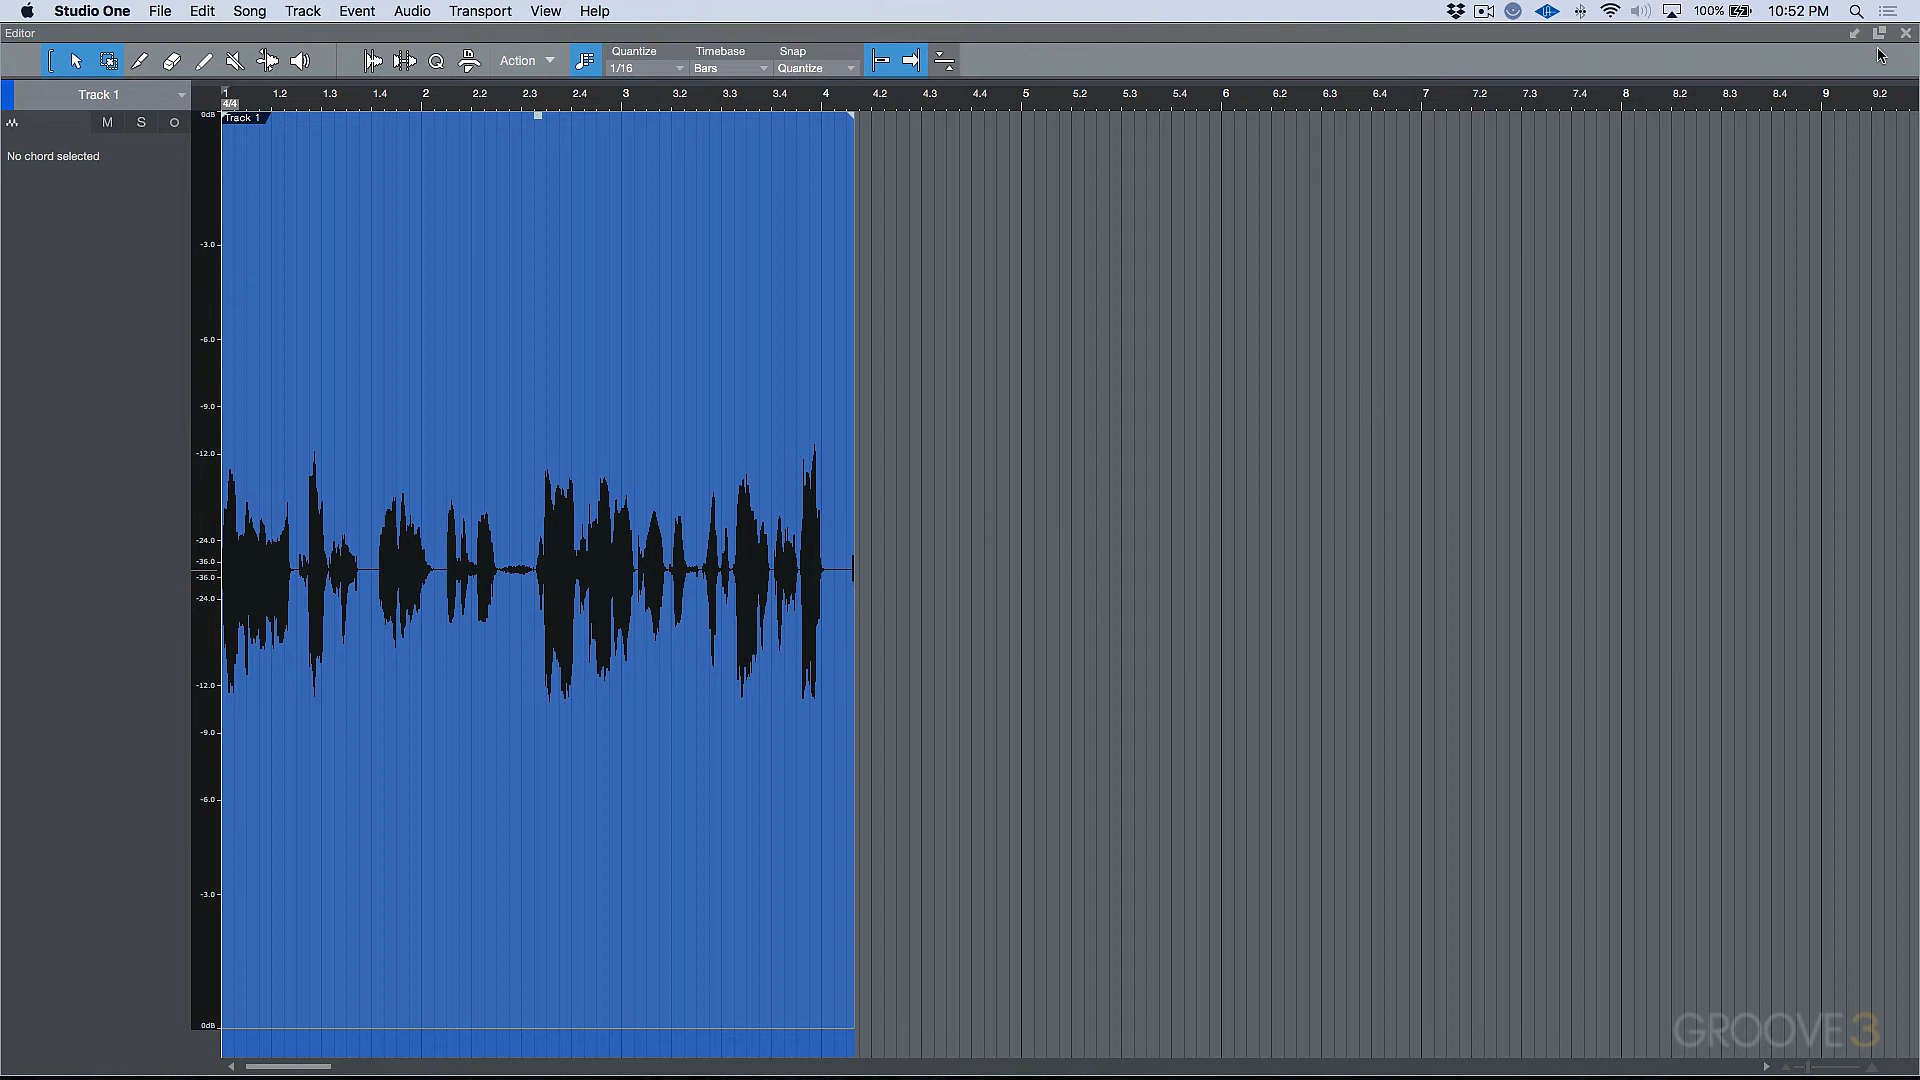 Studio One File Edit Song Track Event Audio Transport View Help 100% 10:52 PM
Editor
Action Quantize 1/16 Timebase Bars Snap Quantize
Track 1 1 1.2 1.3 1.4 2 2.2 2.3 2.4 3 3.2 3.3 3.4 4 4.2 4.3 4.4 5 5.2 5.3 5.4 6 6.2 6.3 6.4 7 7.2 7.3 7.4 8 8.2 8.3 8.4 9 9.2
4/4
M S O 0dB Track 1
No chord selected
-3.0
-6.0
-9.0
-12.0
-24.0
-36.0
-36.0
-24.0
-12.0
-9.0
-6.0
-3.0
0dB
GROOVE3